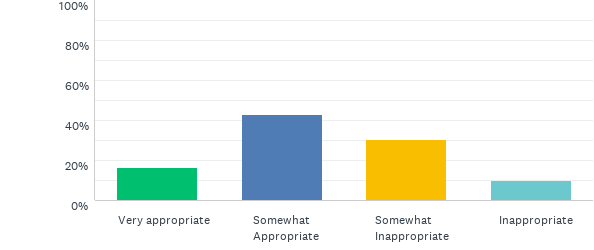 100%
80%
60%
40%
20%
0%
Very appropriate
Somewhat
Appropriate
Somewhat
Inappropriate
Inappropriate